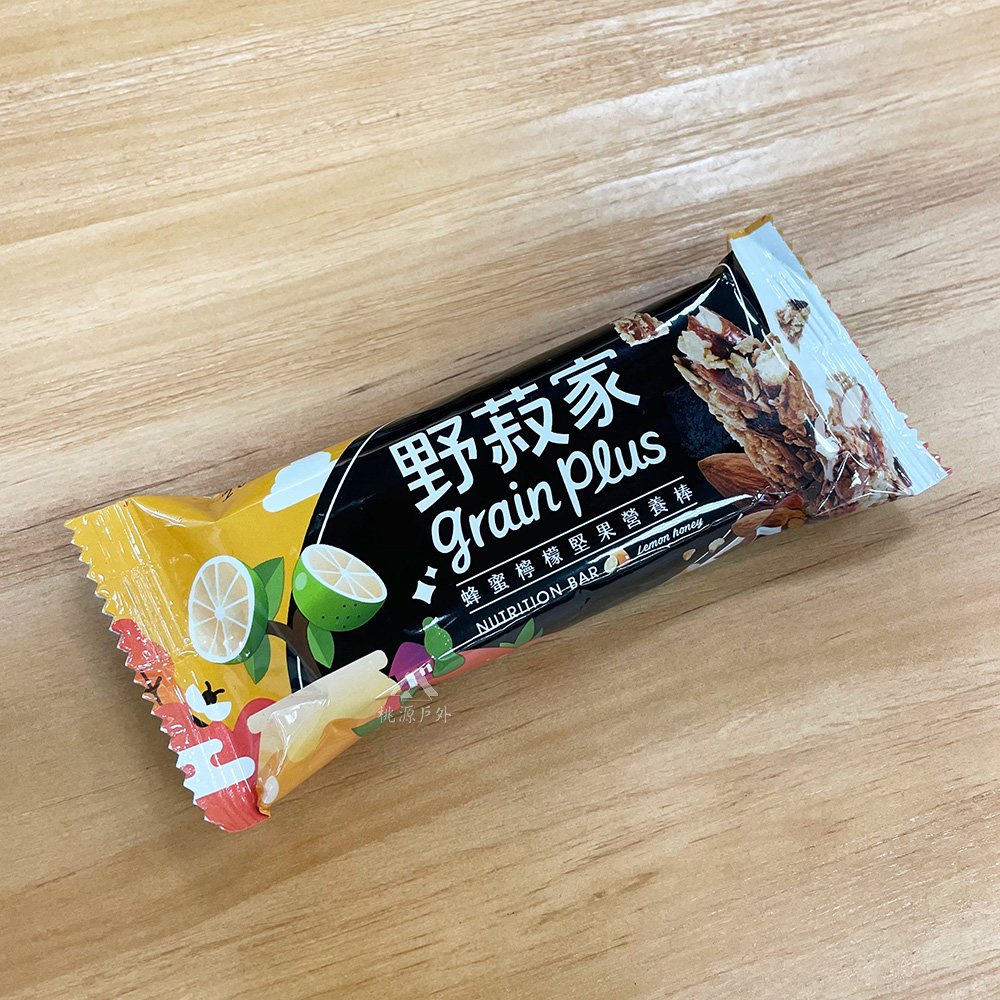 野菽家
grain plus
蜂蜜檸檬堅果營養棒
NUTRITION BAR
Lemon honey
桃源戶外